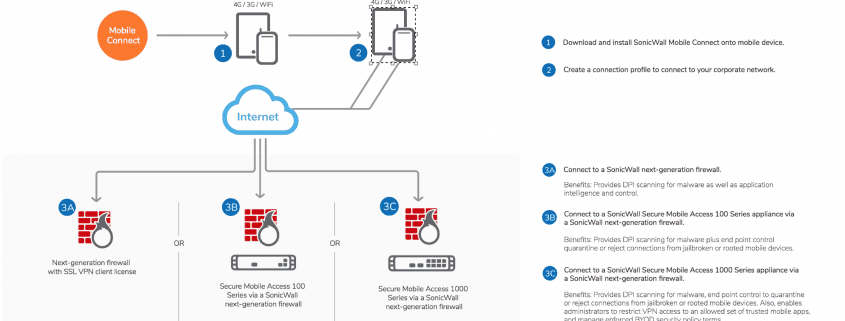 4G / 3G / WiFi
4G / 3G / WiFi
Mobile
Connect
1
2
Internet
3A
3B
3C
OR
OR
Next-generation firewall
with SSL VPN client license
Secure Mobile Access 100
Series via a SonicWall
next-generation firewall
Secure Mobile Access 1000
Series via a SonicWall
next-generation firewall
1 Download and install SonicWall Mobile Connect onto mobile device.
2 Create a connection profile to connect to your corporate network.
3A Connect to a SonicWall next-generation firewall.
Benefits: Provides DPI scanning for malware as well as application
intelligence and control.
3B Connect to a SonicWall Secure Mobile Access 100 Series appliance via
a SonicWall next-generation firewall.
Benefits: Provides DPI scanning for malware plus end point control
quarantine or reject connections from jailbroken or rooted mobile devices.
3C Connect to a SonicWall Secure Mobile Access 1000 Series appliance via
a SonicWall next-generation firewall.
Benefits: Provides DPI scanning for malware, end point control to quarantine
or reject connections from jailbroken or rooted mobile devices. Also, enables
administrators to restrict VPN access to an allowed set of trusted mobile apps,
and manage enforced BYOD security policy terms.